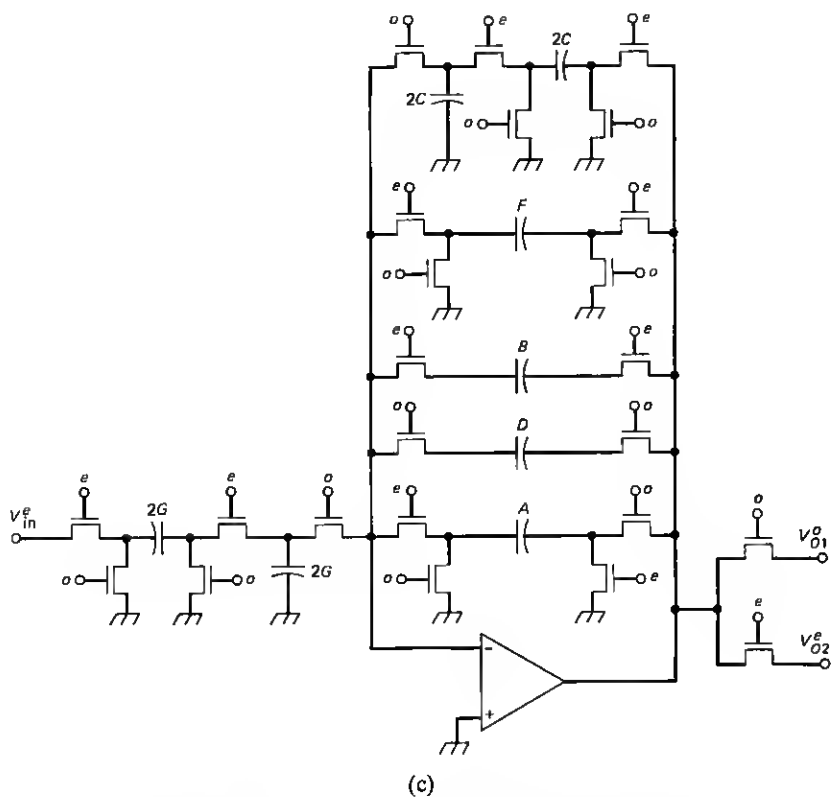 o e e
2C
2C
o o
e F e
o o
e B e
o D o
e e o e A o
V^e_in 2G o
V^o_O1
o o 2G o e e
V^e_O2
−
+
(c)